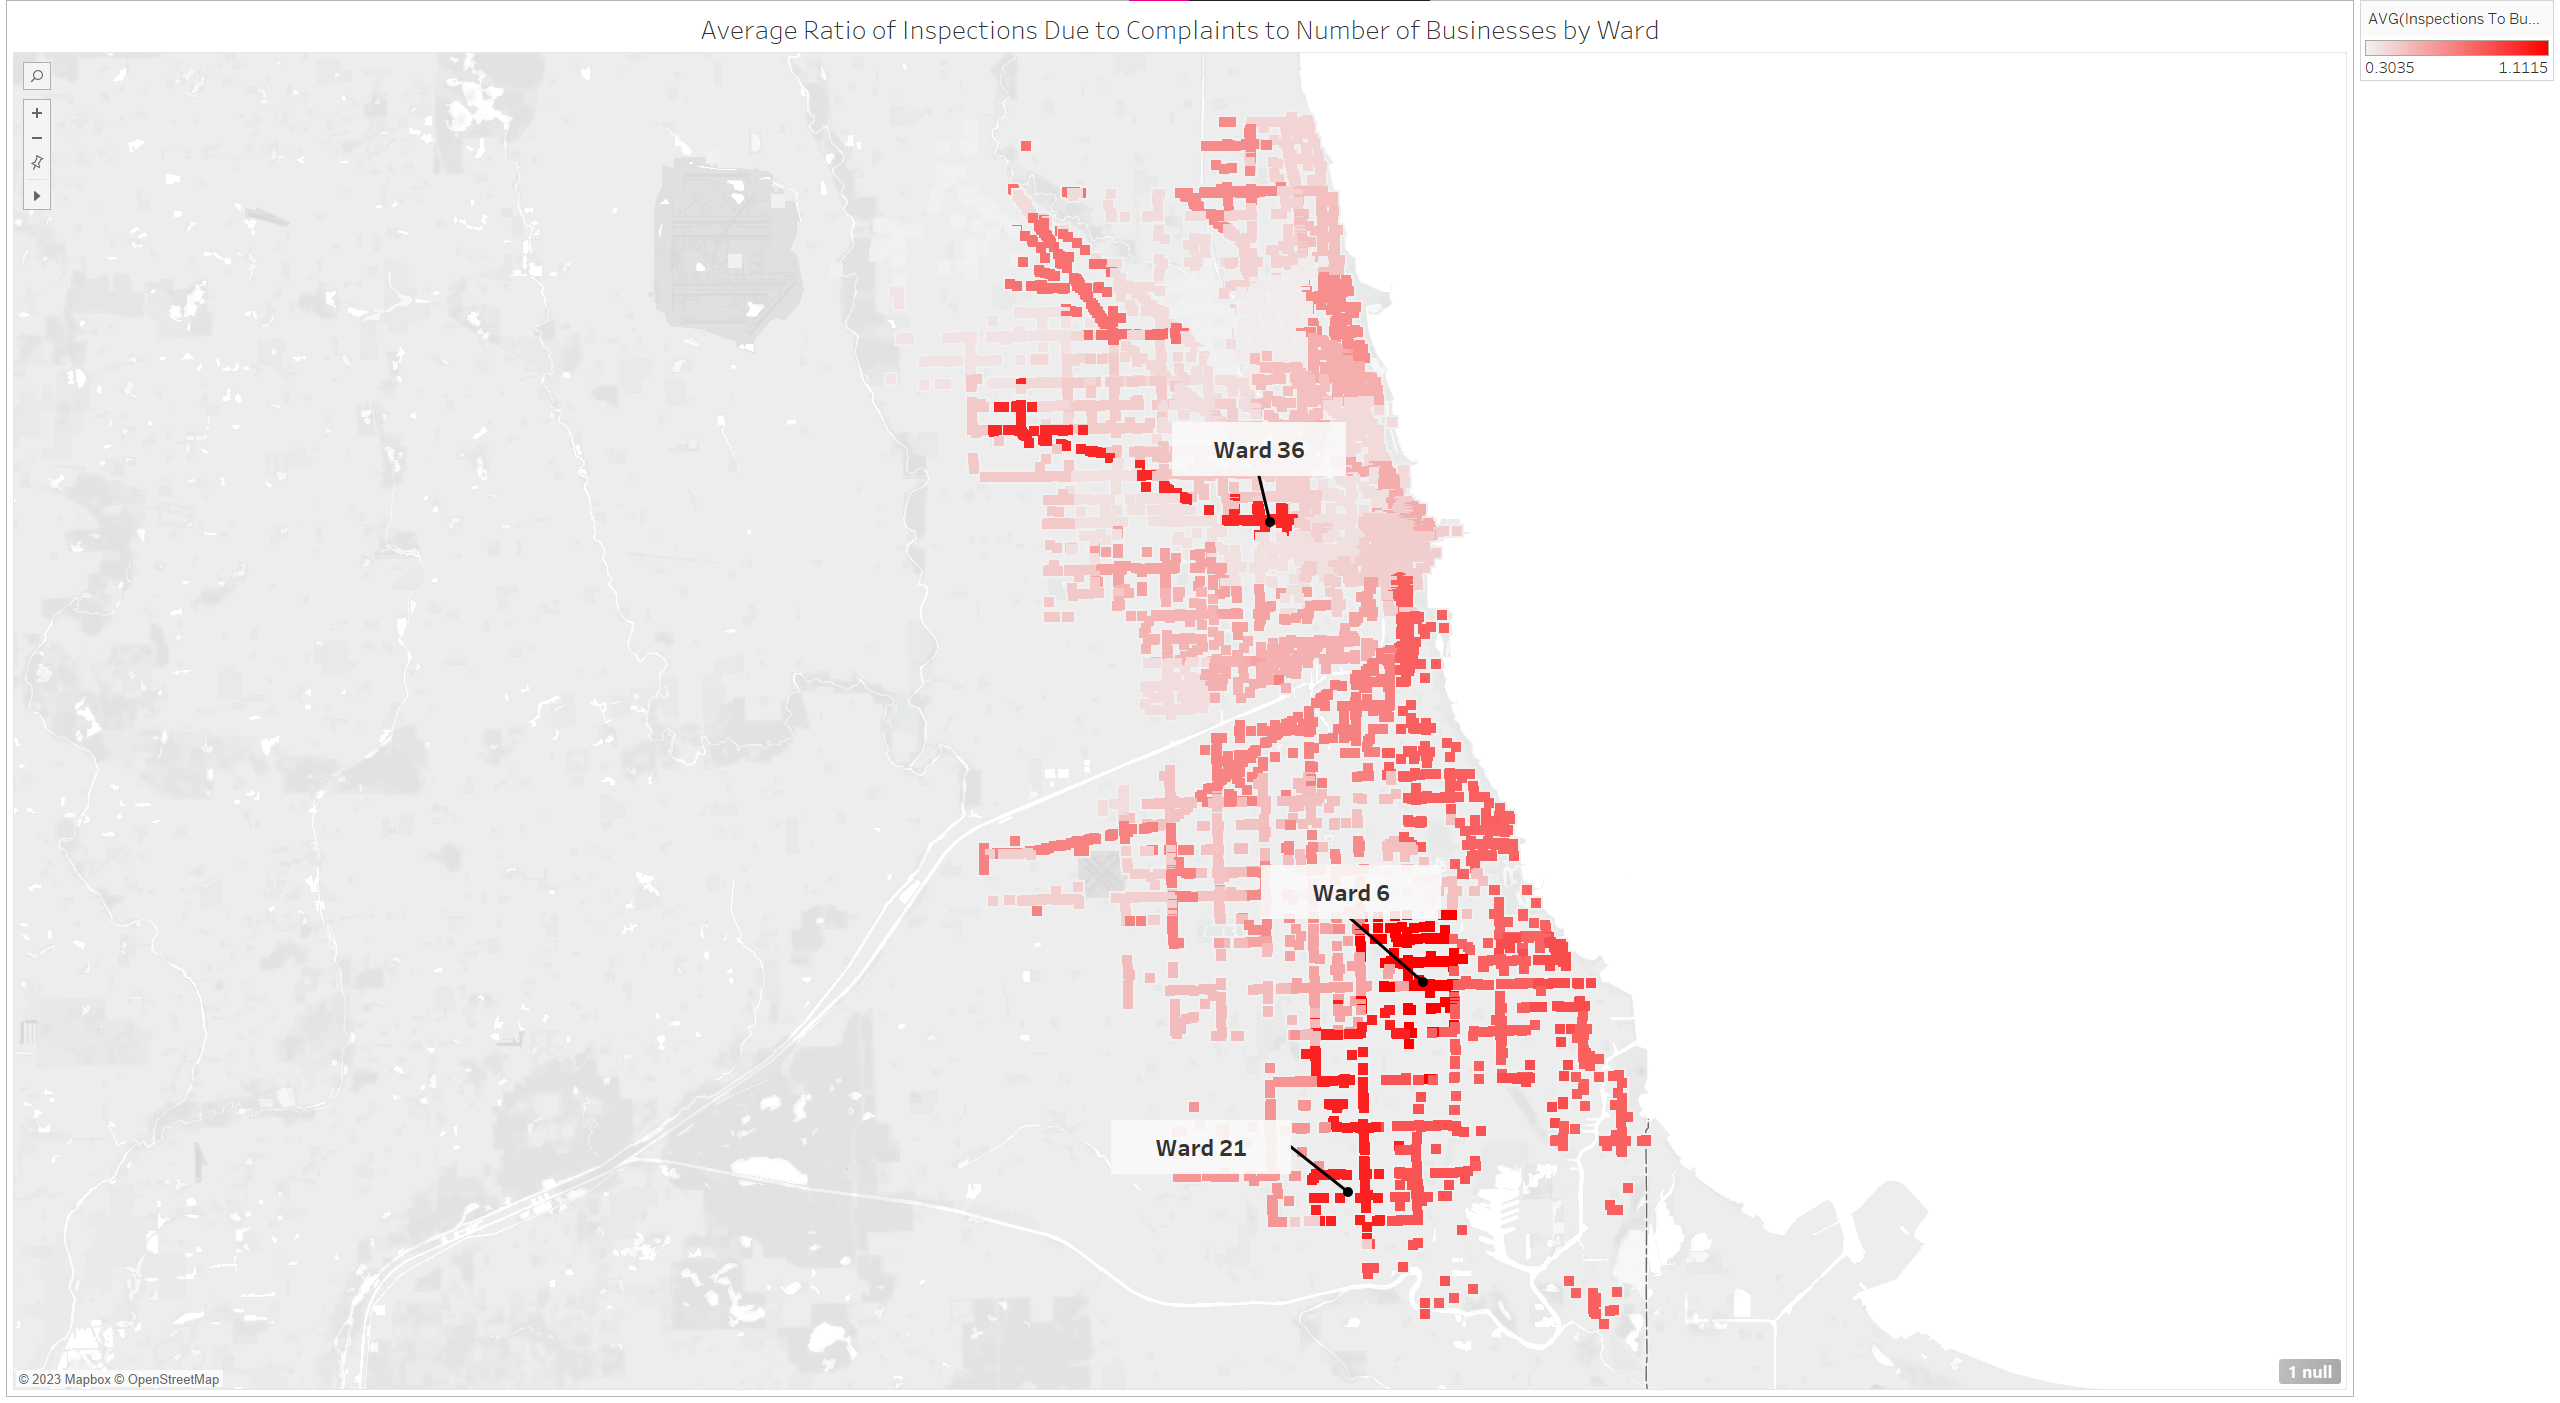 Average Ratio of Inspections Due to Complaints to Number of Businesses by Ward
AVG(Inspections To Bu...
0.3035 1.1115
Ward 36
Ward 6
Ward 21
© 2023 Mapbox © OpenStreetMap
1 null